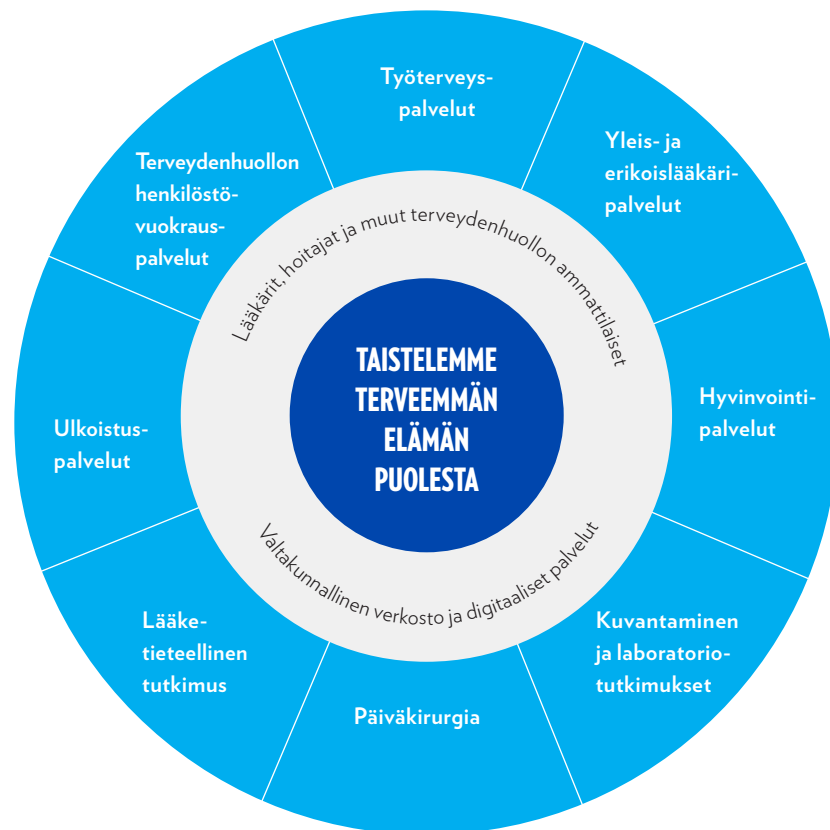 Työterveys-
palvelut
Yleis- ja
erikoislääkäri-
palvelut
Hyvinvointi-
palvelut
Kuvantaminen
ja laboratorio-
tutkimukset
Päiväkirurgia
Lääke-
tieteellinen
tutkimus
Ulkoistus-
palvelut
Terveydenhuollon
henkilöstö-
vuokraus-
palvelut
Lääkärit, hoitajat ja muut terveydenhuollon ammattilaiset
TAISTELEMME
TERVEEMMÄN
ELÄMÄN
PUOLESTA
Valtakunnallinen verkosto ja digitaaliset palvelut